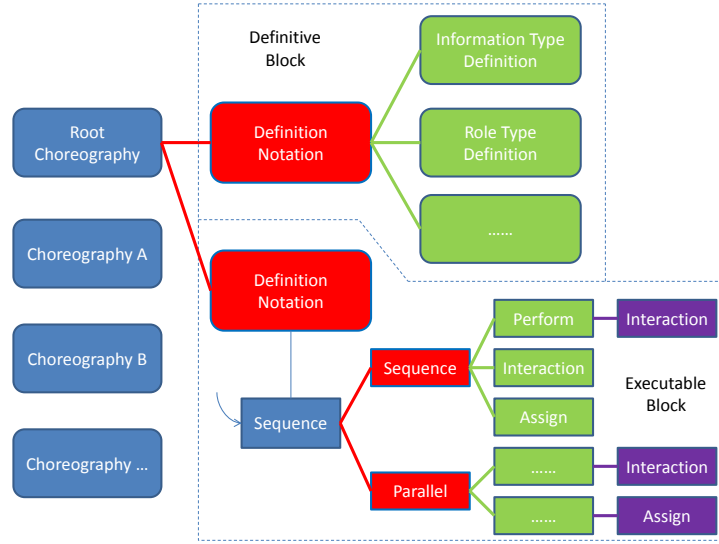 Definitive
Block
Information Type
Definition
Root
Choreography
Definition
Notation
Role Type
Definition
......
Choreography A
Definition
Notation
Choreography B
Choreography ...
Sequence
Sequence
Perform
Interaction
Interaction
Assign
Executable
Block
Parallel
......
Interaction
......
Assign